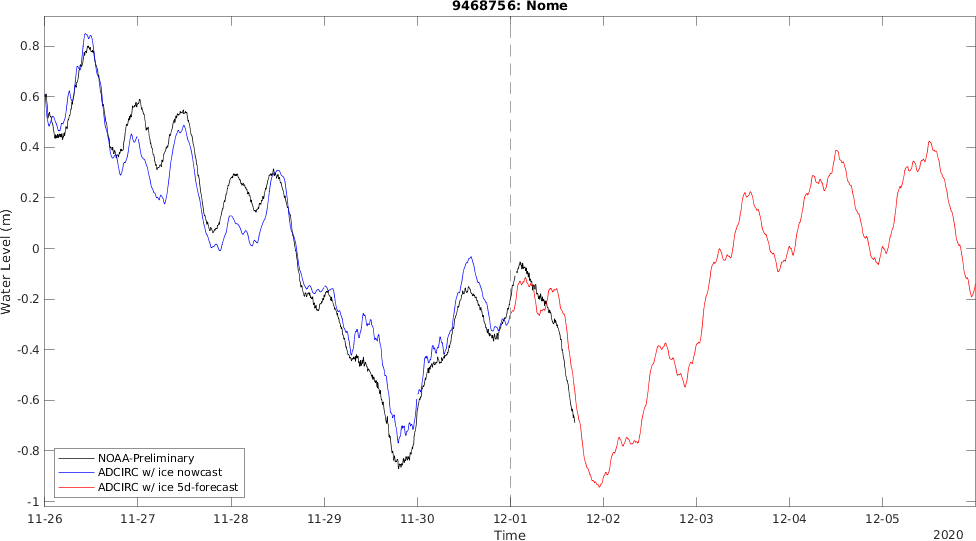 9468756: Nome
0.8
0.6
0.4
0.2
0
-0.2
-0.4
-0.6
-0.8
-1
Water Level (m)
NOAA-Preliminary
ADCIRC w/ ice nowcast
ADCIRC w/ ice 5d-forecast
11-26 11-27 11-28 11-29 11-30 12-01 12-02 12-03 12-04 12-05
Time
2020